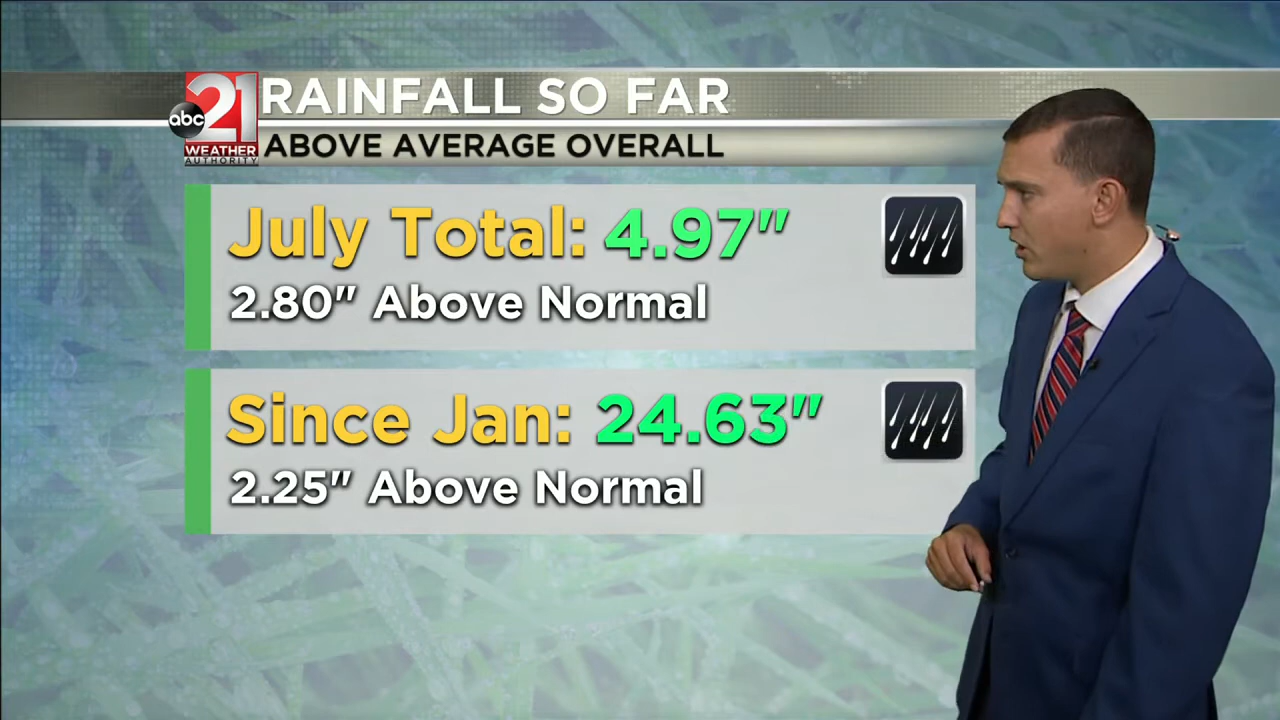 RAINFALL SO FAR
abc 21
WEATHER
AUTHORITY
ABOVE AVERAGE OVERALL
July Total: 4.97"
2.80" Above Normal
Since Jan: 24.63"
2.25" Above Normal